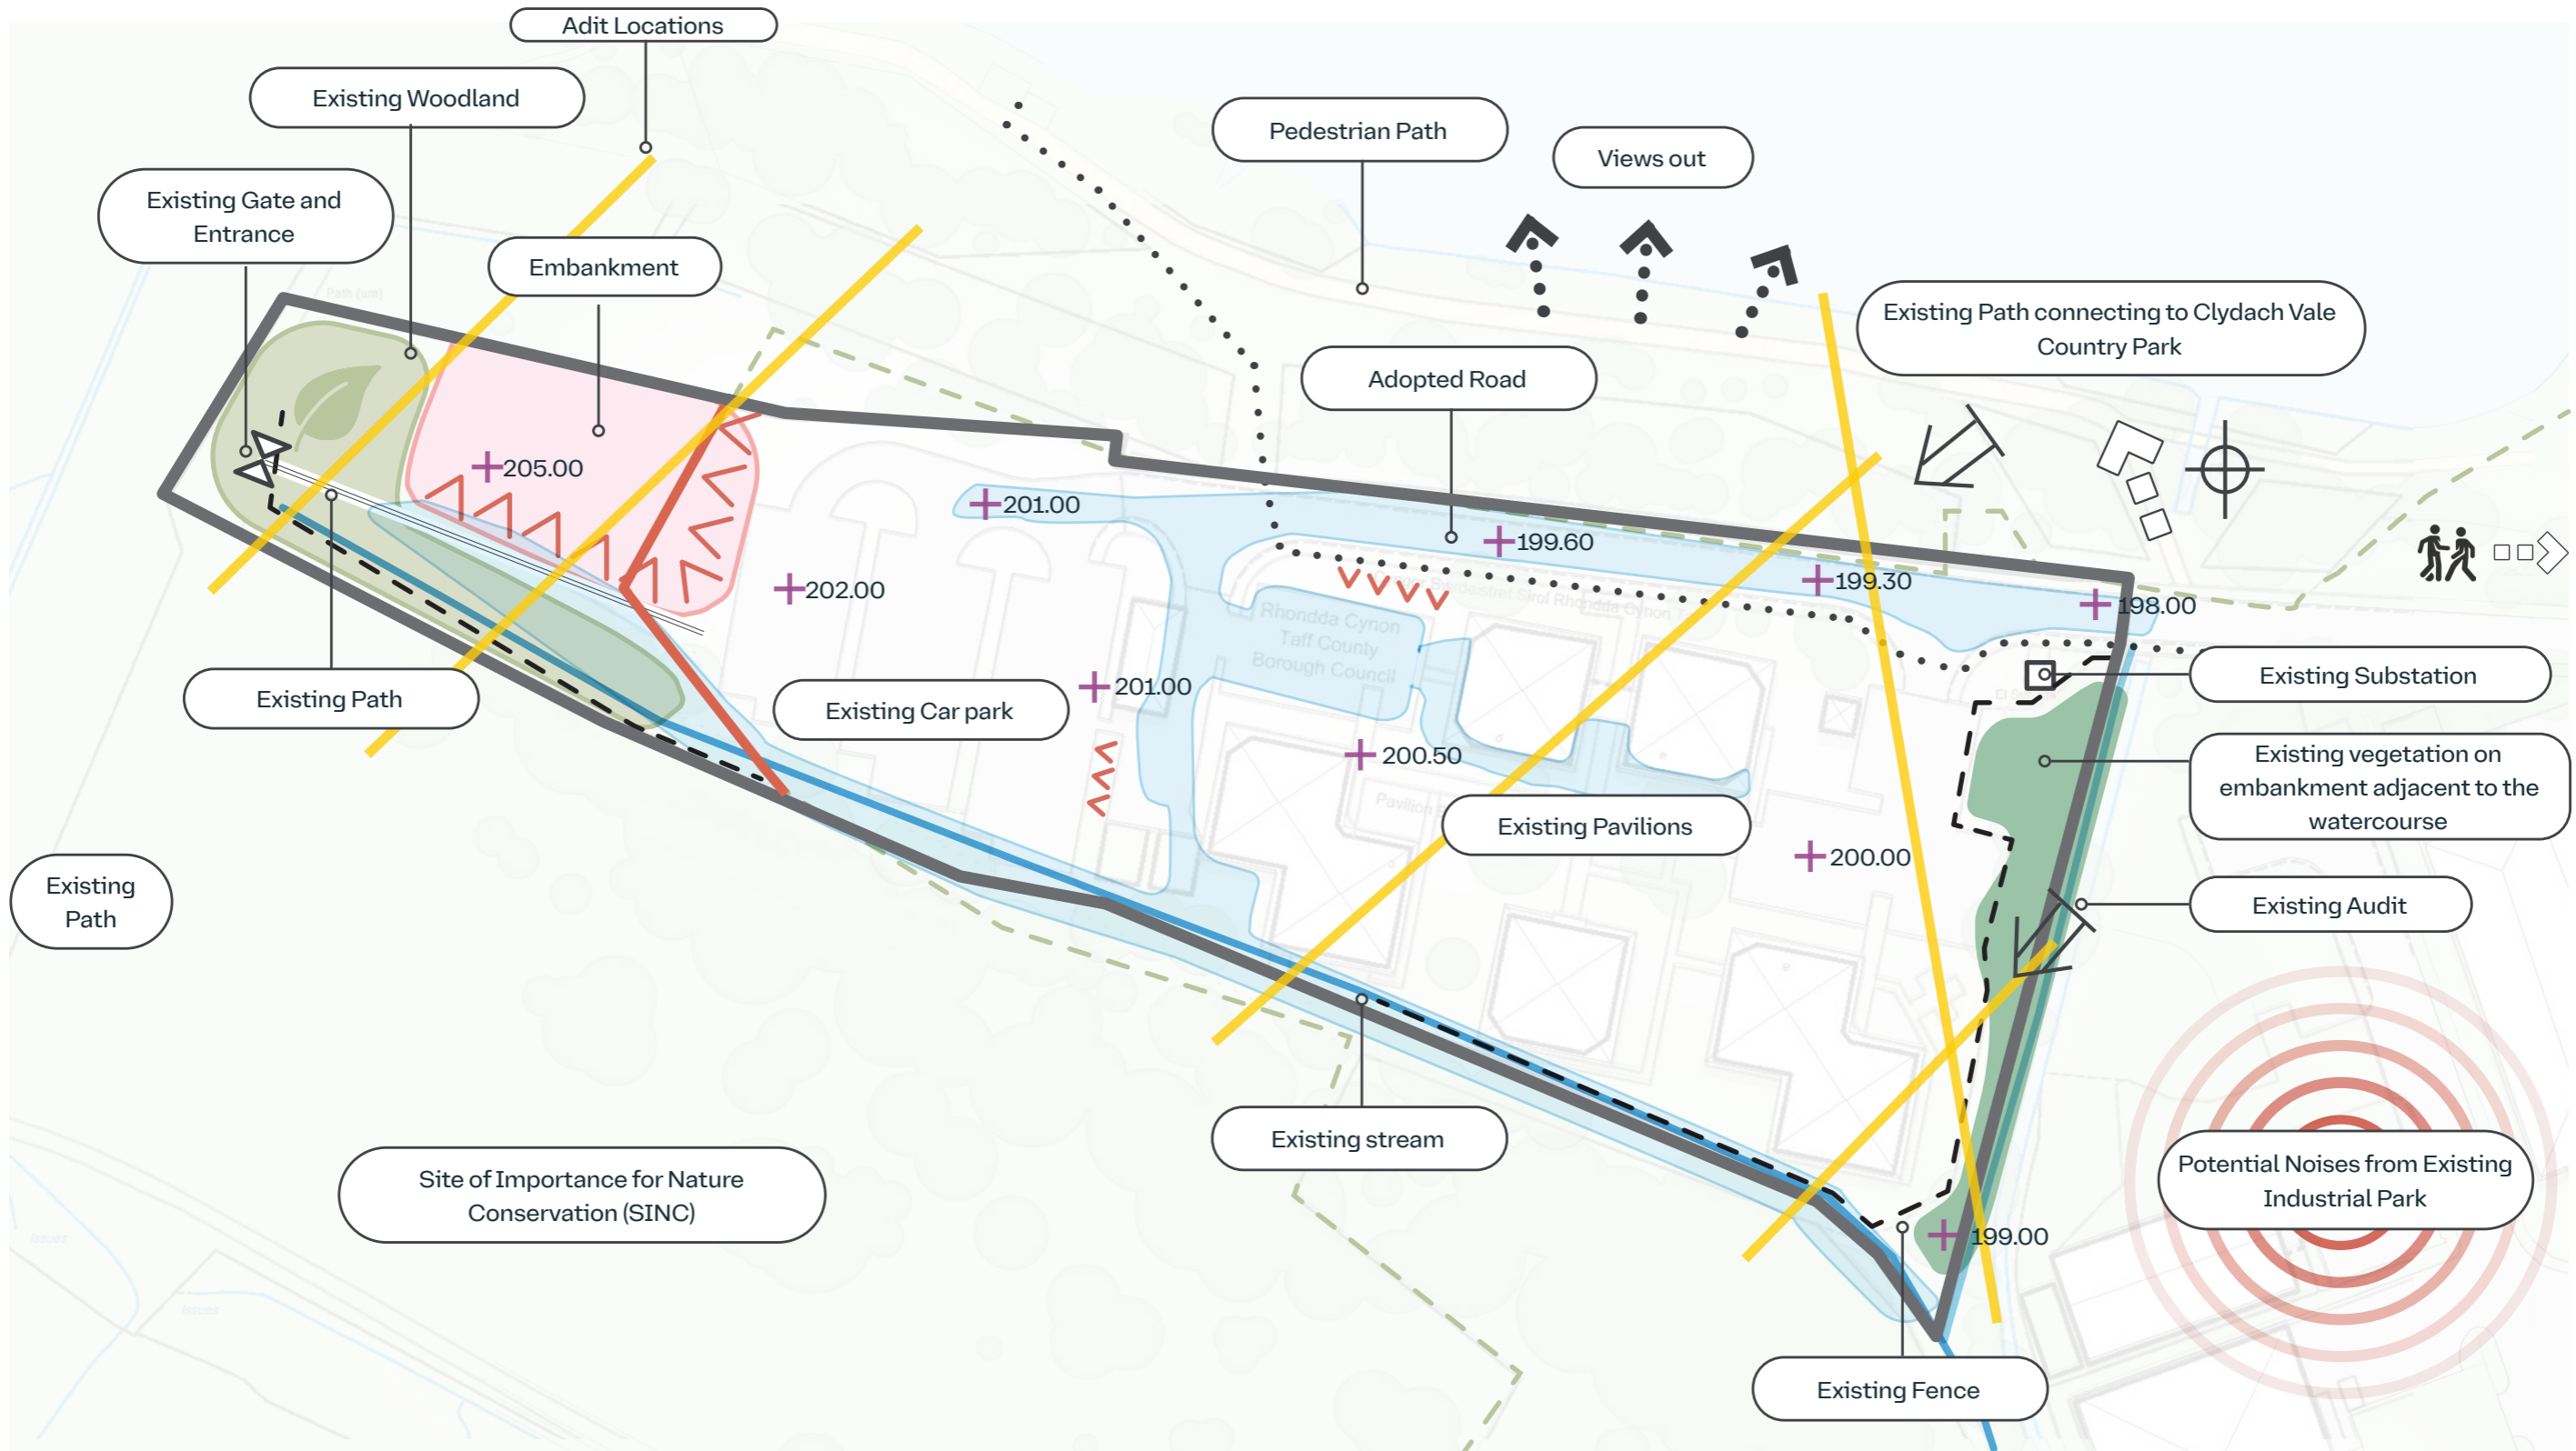 Adit Locations
Existing Woodland
Pedestrian Path
Views out
Existing Gate and
Entrance
Embankment
Path (um)
Existing Path connecting to Clydach Vale
Country Park
Adopted Road
205.00
201.00
199.60
199.30
198.00
202.00
Rhondda Cynon
Taff County
Borough Council
201.00
Existing Path
Existing Car park
Existing Substation
200.50
Existing vegetation on
embankment adjacent to the
watercourse
Existing Pavilions
200.00
Existing
Path
Existing Audit
Existing stream
Site of Importance for Nature
Conservation (SINC)
Potential Noises from Existing
Industrial Park
199.00
Issues
Issues
Existing Fence